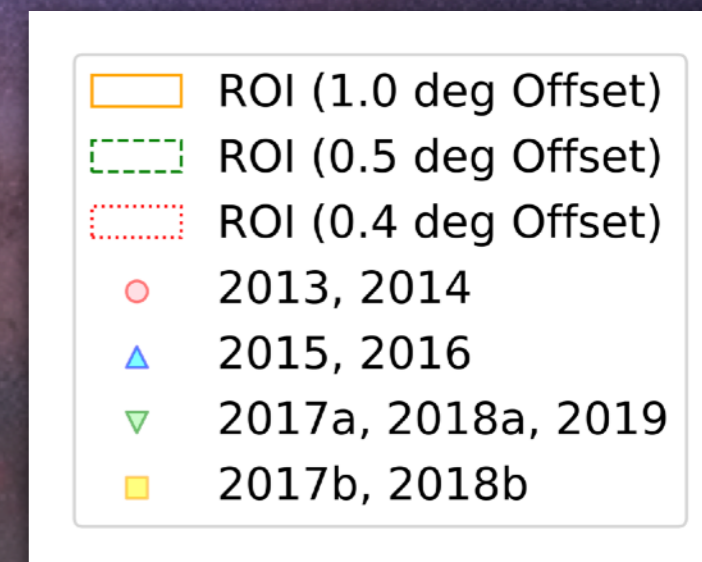 ROI (1.0 deg Offset)
ROI (0.5 deg Offset)
ROI (0.4 deg Offset)
2013, 2014
2015, 2016
2017a, 2018a, 2019
2017b, 2018b